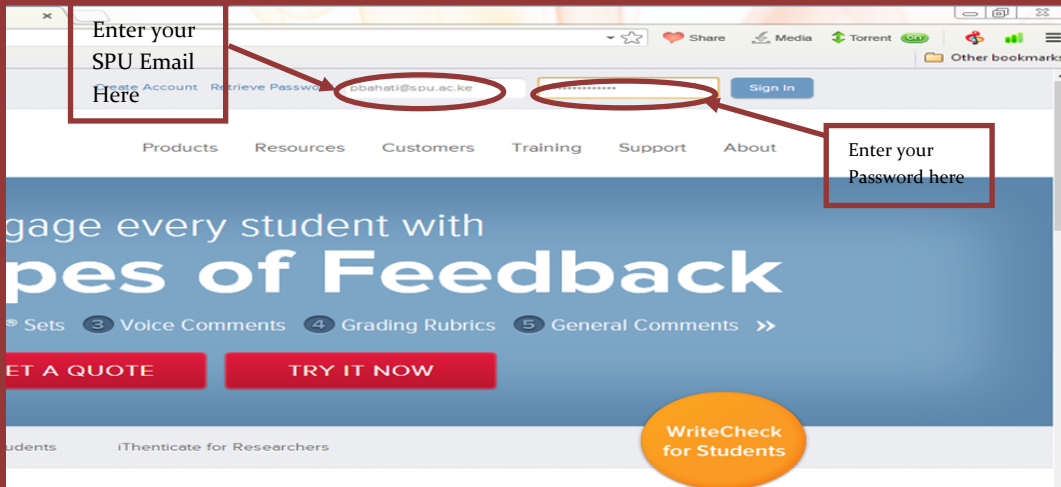 Enter your
SPU Email
Here
Share Media Torrent
Other bookmarks
Create Account Retrieve Passwo pbahati@spu.ac.ke •••••••••••• Sign In
Products Resources Customers Training Support About
Enter your
Password here
gage every student with
pes of Feedback
® Sets 3 Voice Comments 4 Grading Rubrics 5 General Comments »
ET A QUOTE TRY IT NOW
WriteCheck
for Students
udents iThenticate for Researchers